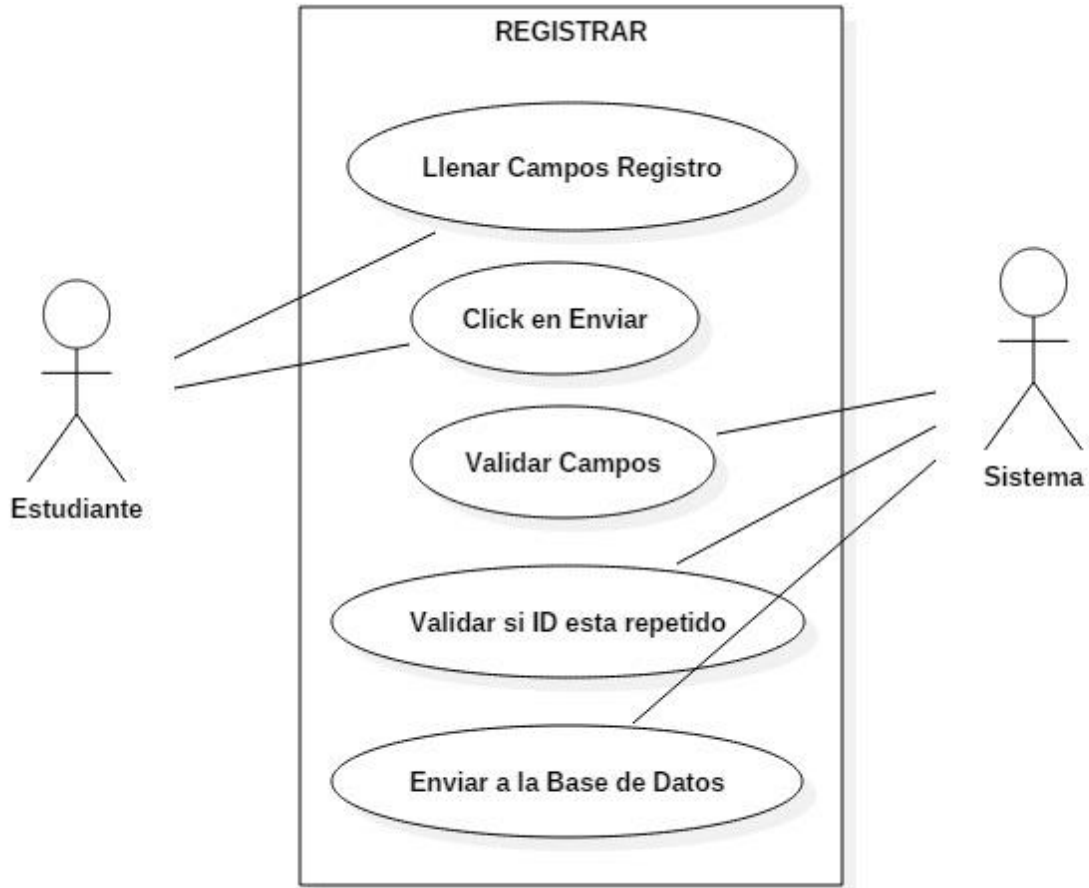 REGISTRAR
Llenar Campos Registro
Click en Enviar
Validar Campos
Estudiante
Sistema
Validar si ID esta repetido
Enviar a la Base de Datos